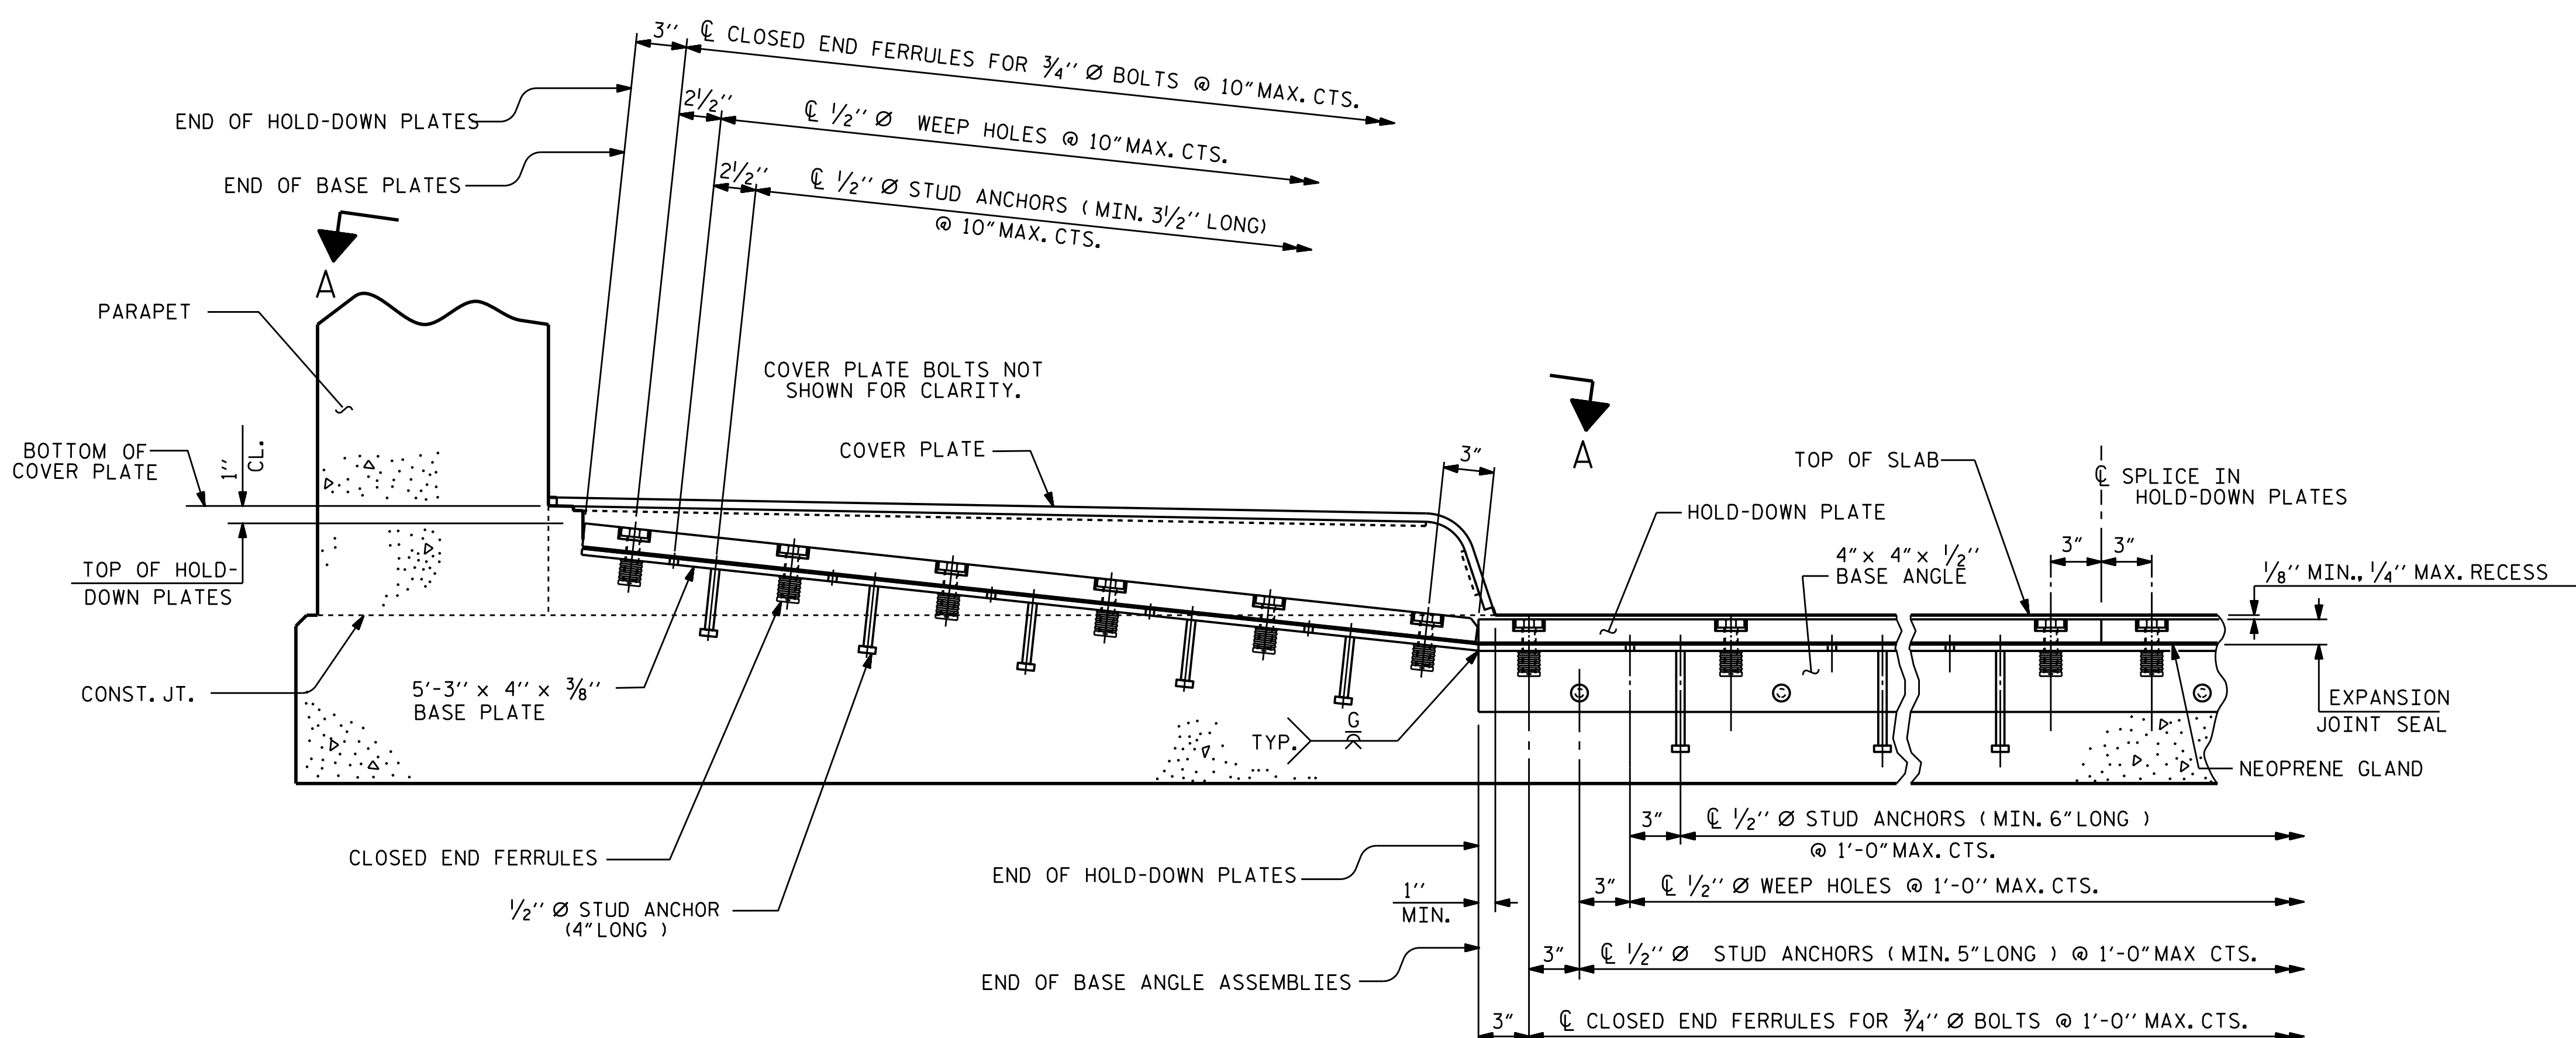 3" ℄ CLOSED END FERRULES FOR 3/4" Ø BOLTS @ 10" MAX. CTS.
END OF HOLD-DOWN PLATES
2 1/2" ℄ 1/2" Ø WEEP HOLES @ 10" MAX. CTS.
END OF BASE PLATES
2 1/2" ℄ 1/2" Ø STUD ANCHORS (MIN. 3 1/2" LONG)
@ 10" MAX. CTS.
A
PARAPET
COVER PLATE BOLTS NOT
SHOWN FOR CLARITY.
BOTTOM OF
COVER PLATE
1"
CL.
COVER PLATE
3"
A
TOP OF SLAB
℄ SPLICE IN
HOLD-DOWN PLATES
HOLD-DOWN PLATE
3" 3"
4" x 4" x 1/2"
BASE ANGLE
1/8" MIN., 1/4" MAX. RECESS
TOP OF HOLD-
DOWN PLATES
CONST. JT.
5'-3" x 4" x 3/8"
BASE PLATE
TYP.
G
EXPANSION
JOINT SEAL
NEOPRENE GLAND
CLOSED END FERRULES
1/2" Ø STUD ANCHOR
(4" LONG )
3" ℄ 1/2" Ø STUD ANCHORS (MIN. 6" LONG )
@ 1'-0" MAX. CTS.
END OF HOLD-DOWN PLATES
1"
MIN.
3" ℄ 1/2" Ø WEEP HOLES @ 1'-0" MAX. CTS.
END OF BASE ANGLE ASSEMBLIES
3" ℄ 1/2" Ø STUD ANCHORS (MIN. 5" LONG ) @ 1'-0" MAX CTS.
3" ℄ CLOSED END FERRULES FOR 3/4" Ø BOLTS @ 1'-0" MAX. CTS.